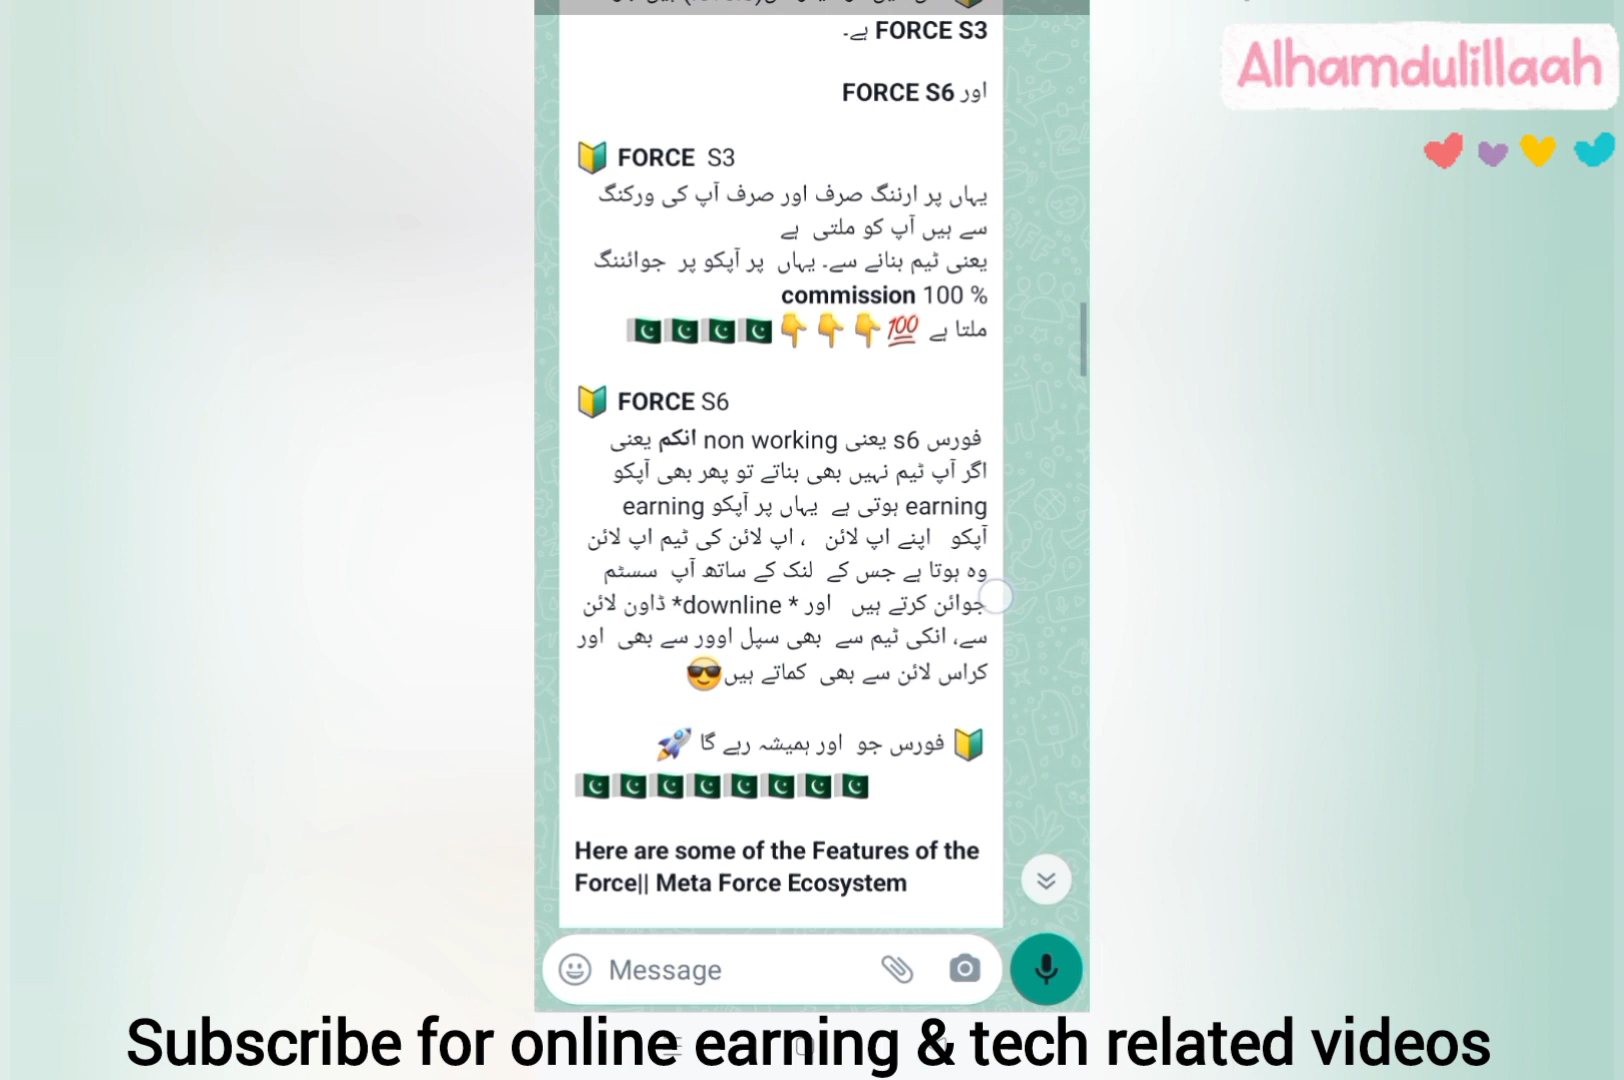 FORCE S3 ہے۔
Alhamdulillaah
اور FORCE S6
FORCE S3
یہاں پر ارننگ صرف اور صرف آپ کی ورکنگ
سے ہیں آپ کو ملتی ہے
یعنی ٹیم بنانے سے۔ یہاں پر آپکو پر جوائننگ
commission 100 %
ملتا ہے 💯👇👇👇🇵🇰🇵🇰🇵🇰🇵🇰
FORCE S6
فورس s6 یعنی non working انکم یعنی
اگر آپ ٹیم نہیں بھی بناتے تو پھر بھی آپکو
earning ہوتی ہے یہاں پر آپکو earning
آپکو اپنے اپ لائن ، اپ لائن کی ٹیم اپ لائن
وہ ہوتا ہے جس کے لنک کے ساتھ آپ سسٹم
جوائن کرتے ہیں اور * downline* ڈاون لائن
سے، انکی ٹیم سے بھی سپل اوور سے بھی اور
کراس لائن سے بھی کماتے ہیں😎
🔰 فورس جو اور ہمیشہ رہے گا 🚀
🇵🇰🇵🇰🇵🇰🇵🇰🇵🇰🇵🇰🇵🇰🇵🇰
Here are some of the Features of the
Force|| Meta Force Ecosystem
Message
Subscribe for online earning & tech related videos